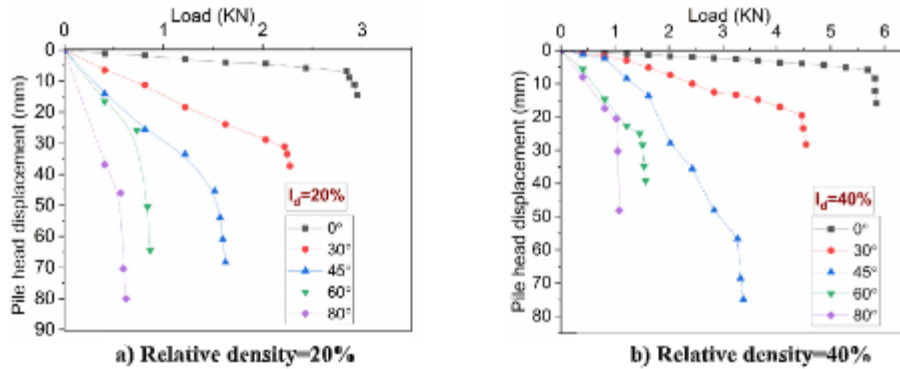 a)
Load (KN)
0 1 2 3
0
10
20
30
40
50
60
70
80
90
Pile head displacement (mm)
I_d=20%
0°
30°
45°
60°
80°
a) Relative density=20%
b)
Load (KN)
0 1 2 3 4 5 6
0
10
20
30
40
50
60
70
80
Pile head displacement (mm)
I_d=40%
0°
30°
45°
60°
80°
b) Relative density=40%